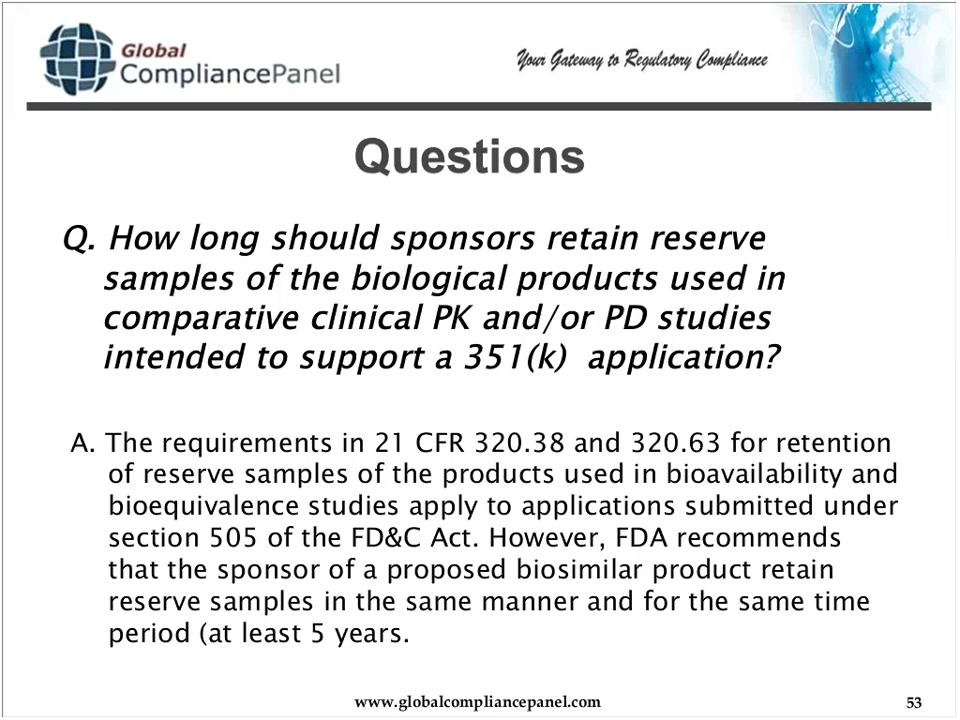 Global
CompliancePanel
Your Gateway to Regulatory Compliance
Questions
Q. How long should sponsors retain reserve
samples of the biological products used in
comparative clinical PK and/or PD studies
intended to support a 351(k) application?
A. The requirements in 21 CFR 320.38 and 320.63 for retention
of reserve samples of the products used in bioavailability and
bioequivalence studies apply to applications submitted under
section 505 of the FD&C Act. However, FDA recommends
that the sponsor of a proposed biosimilar product retain
reserve samples in the same manner and for the same time
period (at least 5 years.
www.globalcompliancepanel.com
53